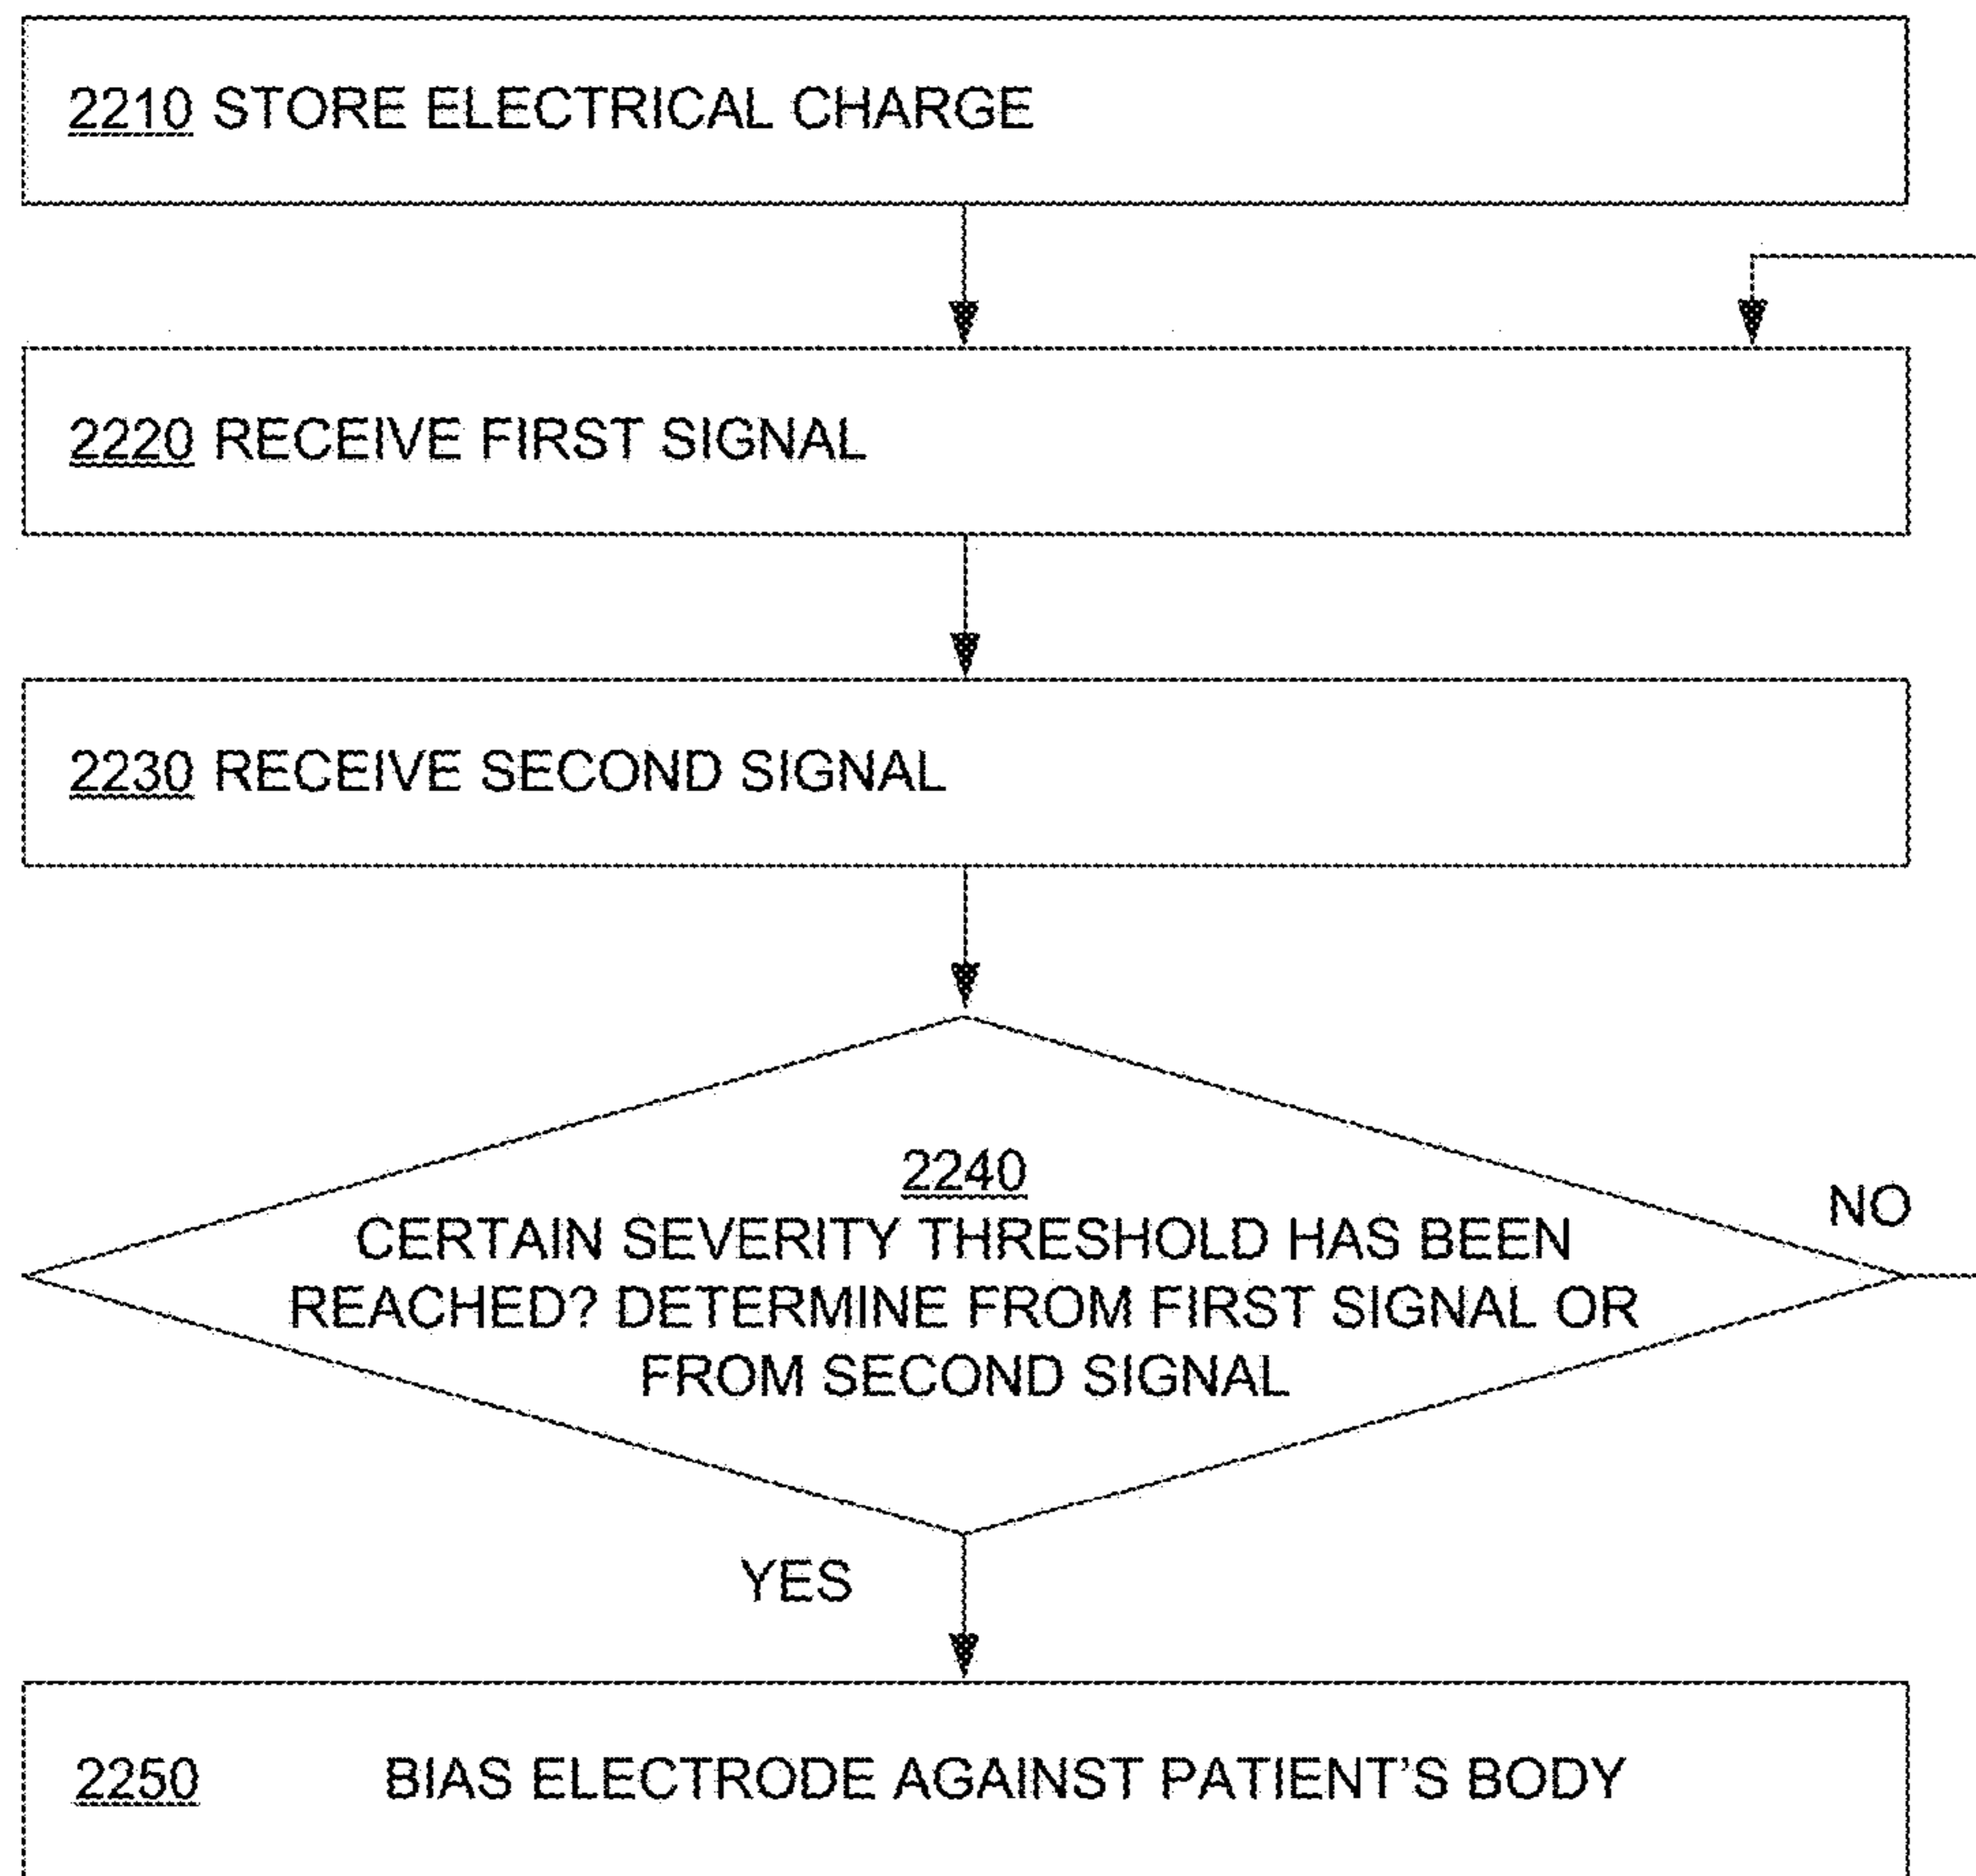 2210 STORE ELECTRICAL CHARGE
2220 RECEIVE FIRST SIGNAL
2230 RECEIVE SECOND SIGNAL
2240
CERTAIN SEVERITY THRESHOLD HAS BEEN
REACHED? DETERMINE FROM FIRST SIGNAL OR
FROM SECOND SIGNAL
NO
YES
2250 BIAS ELECTRODE AGAINST PATIENT'S BODY